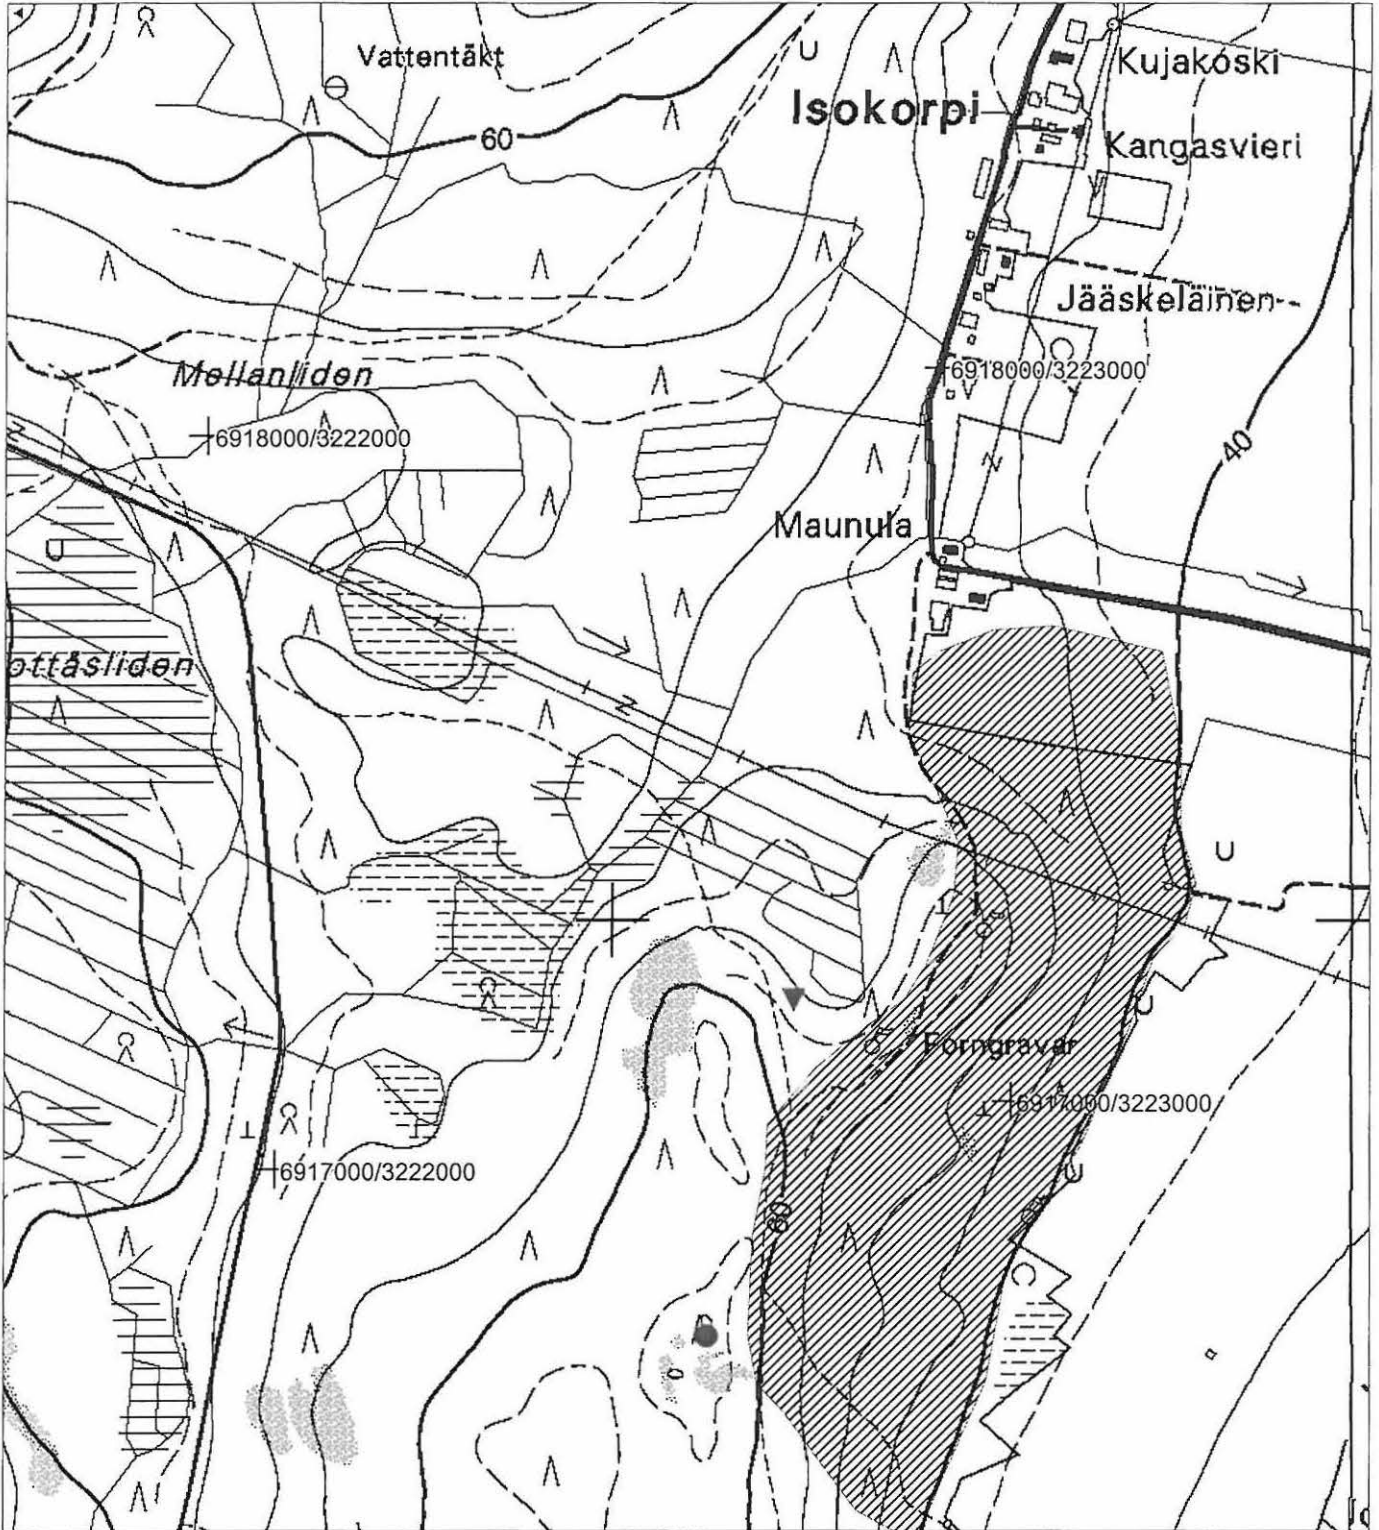 Vattentäkt
Kujakoski
Isokorpi
60
Kangasvieri
Jääskeläinen
Mellanliden
6918000/3223000
6918000/3222000
40
Maunula
ottåsliden
Forngravar
6917000/3223000
6917000/3222000
60